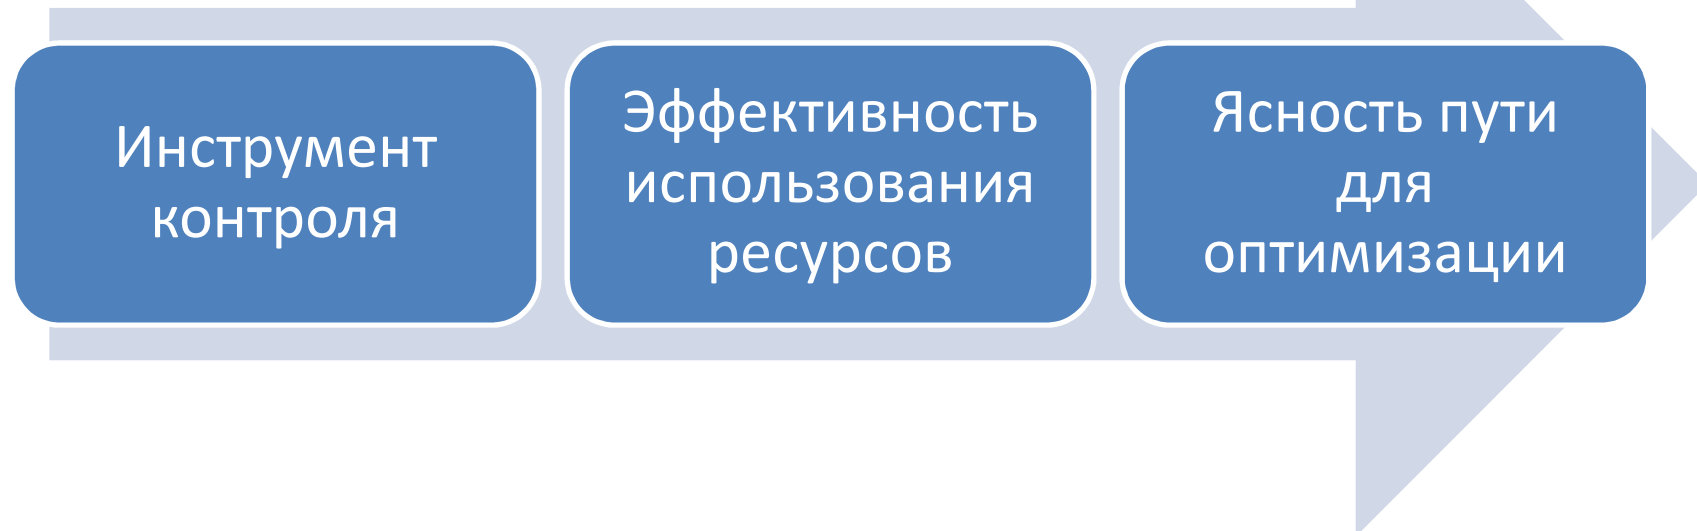 Инструмент
контроля
Эффективность
использования
ресурсов
Ясность пути
для
оптимизации